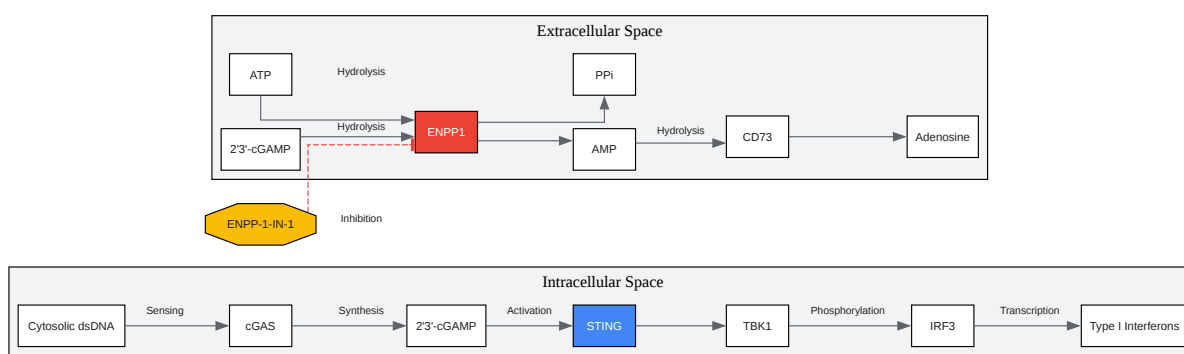 Extracellular Space
ATP
Hydrolysis
PPi
2'3'-cGAMP
Hydrolysis
ENPP1
AMP
Hydrolysis
CD73
Adenosine
ENPP-1-IN-1
Inhibition
Intracellular Space
Cytosolic dsDNA
Sensing
cGAS
Synthesis
2'3'-cGAMP
Activation
STING
TBK1
Phosphorylation
IRF3
Transcription
Type I Interferons